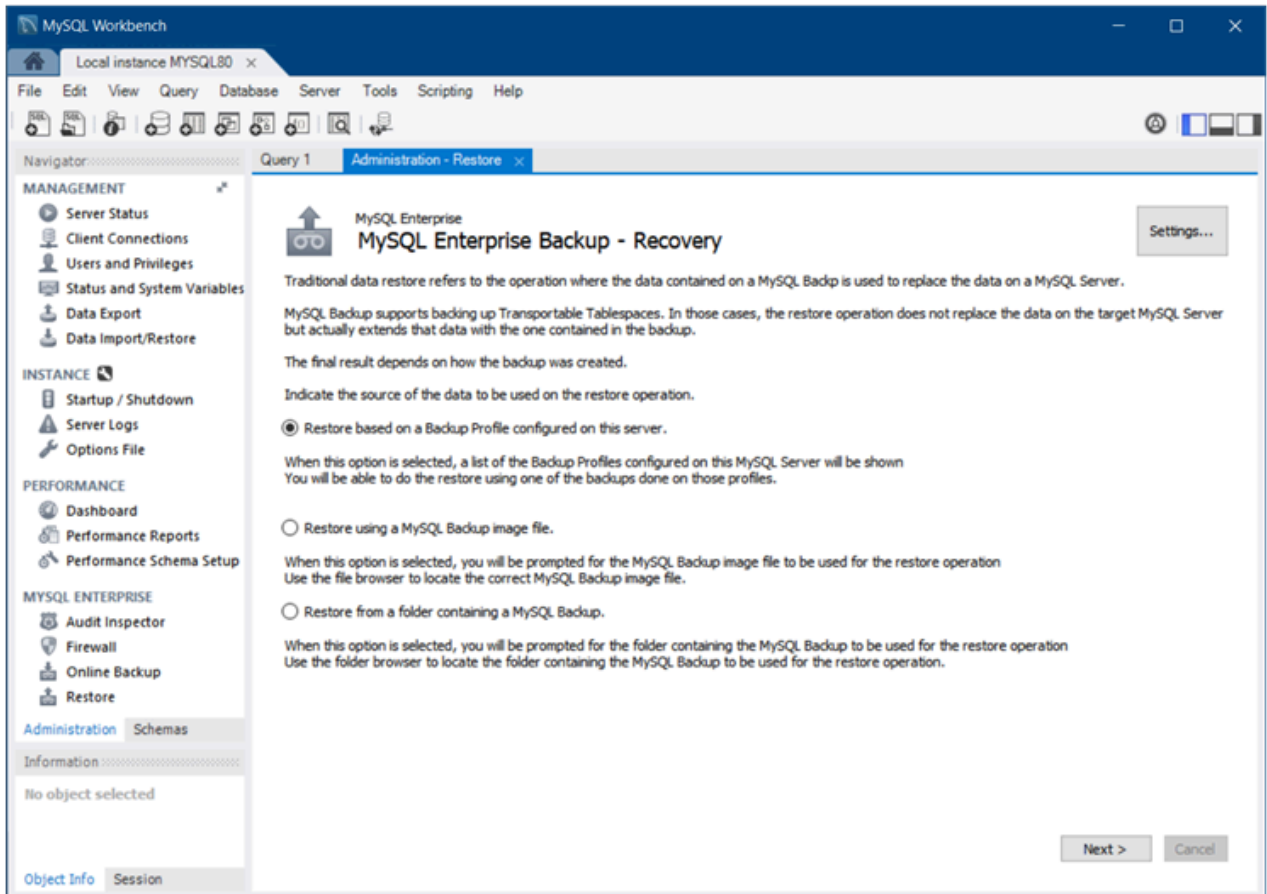 MySQL Workbench
Local instance MYSQL80 ×
File Edit View Query Database Server Tools Scripting Help
Navigator
MANAGEMENT
Server Status
Client Connections
Users and Privileges
Status and System Variables
Data Export
Data Import/Restore
INSTANCE
Startup / Shutdown
Server Logs
Options File
PERFORMANCE
Dashboard
Performance Reports
Performance Schema Setup
MYSQL ENTERPRISE
Audit Inspector
Firewall
Online Backup
Restore
Administration Schemas
Information
No object selected
Object Info Session
Query 1 Administration - Restore ×
MySQL Enterprise
MySQL Enterprise Backup - Recovery
Settings...
Traditional data restore refers to the operation where the data contained on a MySQL Backp is used to replace the data on a MySQL Server.
MySQL Backup supports backing up Transportable Tablespaces. In those cases, the restore operation does not replace the data on the target MySQL Server
but actually extends that data with the one contained in the backup.
The final result depends on how the backup was created.
Indicate the source of the data to be used on the restore operation.
Restore based on a Backup Profile configured on this server.
When this option is selected, a list of the Backup Profiles configured on this MySQL Server will be shown
You will be able to do the restore using one of the backups done on those profiles.
Restore using a MySQL Backup image file.
When this option is selected, you will be prompted for the MySQL Backup image file to be used for the restore operation
Use the file browser to locate the correct MySQL Backup image file.
Restore from a folder containing a MySQL Backup.
When this option is selected, you will be prompted for the folder containing the MySQL Backup to be used for the restore operation
Use the folder browser to locate the folder containing the MySQL Backup to be used for the restore operation.
Next > Cancel